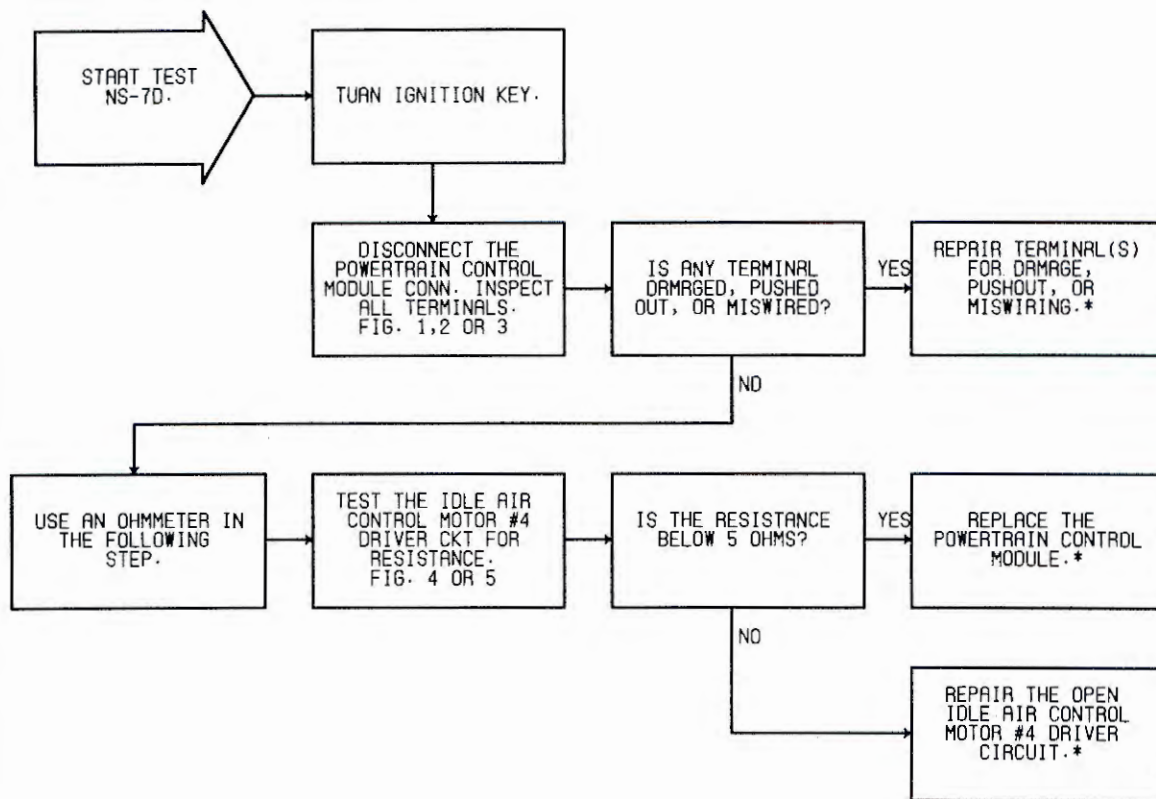 START TEST
NS-7D.
TURN IGNITION KEY.
DISCONNECT THE
POWERTRAIN CONTROL
MODULE CONN. INSPECT
ALL TERMINALS.
FIG. 1,2 OR 3
IS ANY TERMINAL
DAMAGED, PUSHED
OUT, OR MISWIRED?
YES
REPAIR TERMINAL(S)
FOR DAMAGE,
PUSHOUT, OR
MISWIRING.*
NO
USE AN OHMMETER IN
THE FOLLOWING
STEP.
TEST THE IDLE AIR
CONTROL MOTOR #4
DRIVER CKT FOR
RESISTANCE.
FIG. 4 OR 5
IS THE RESISTANCE
BELOW 5 OHMS?
YES
REPLACE THE
POWERTRAIN CONTROL
MODULE.*
NO
REPAIR THE OPEN
IDLE AIR CONTROL
MOTOR #4 DRIVER
CIRCUIT.*